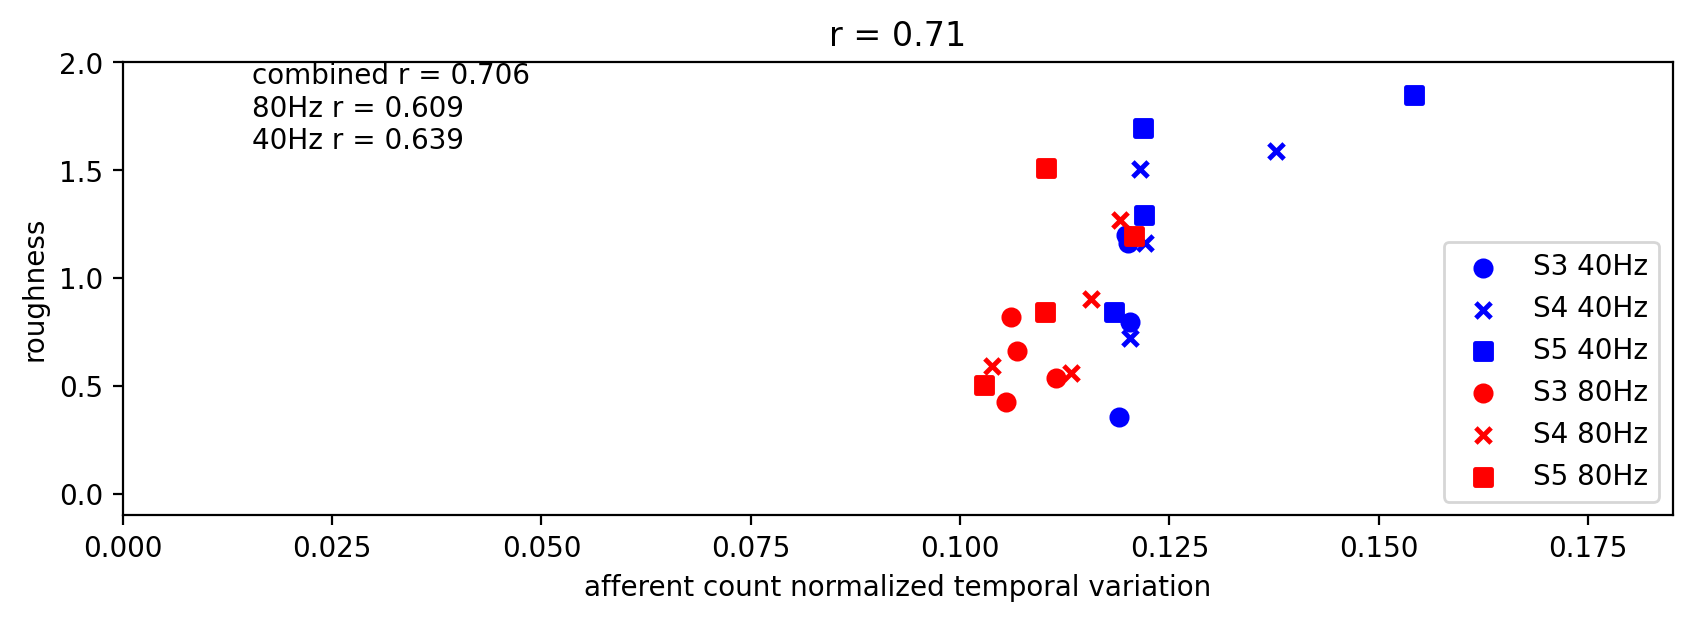 r = 0.71
combined r = 0.706
80Hz r = 0.609
40Hz r = 0.639
2.0
1.5
1.0
0.5
0.0
roughness
S3 40Hz
S4 40Hz
S5 40Hz
S3 80Hz
S4 80Hz
S5 80Hz
0.000 0.025 0.050 0.075 0.100 0.125 0.150 0.175
afferent count normalized temporal variation